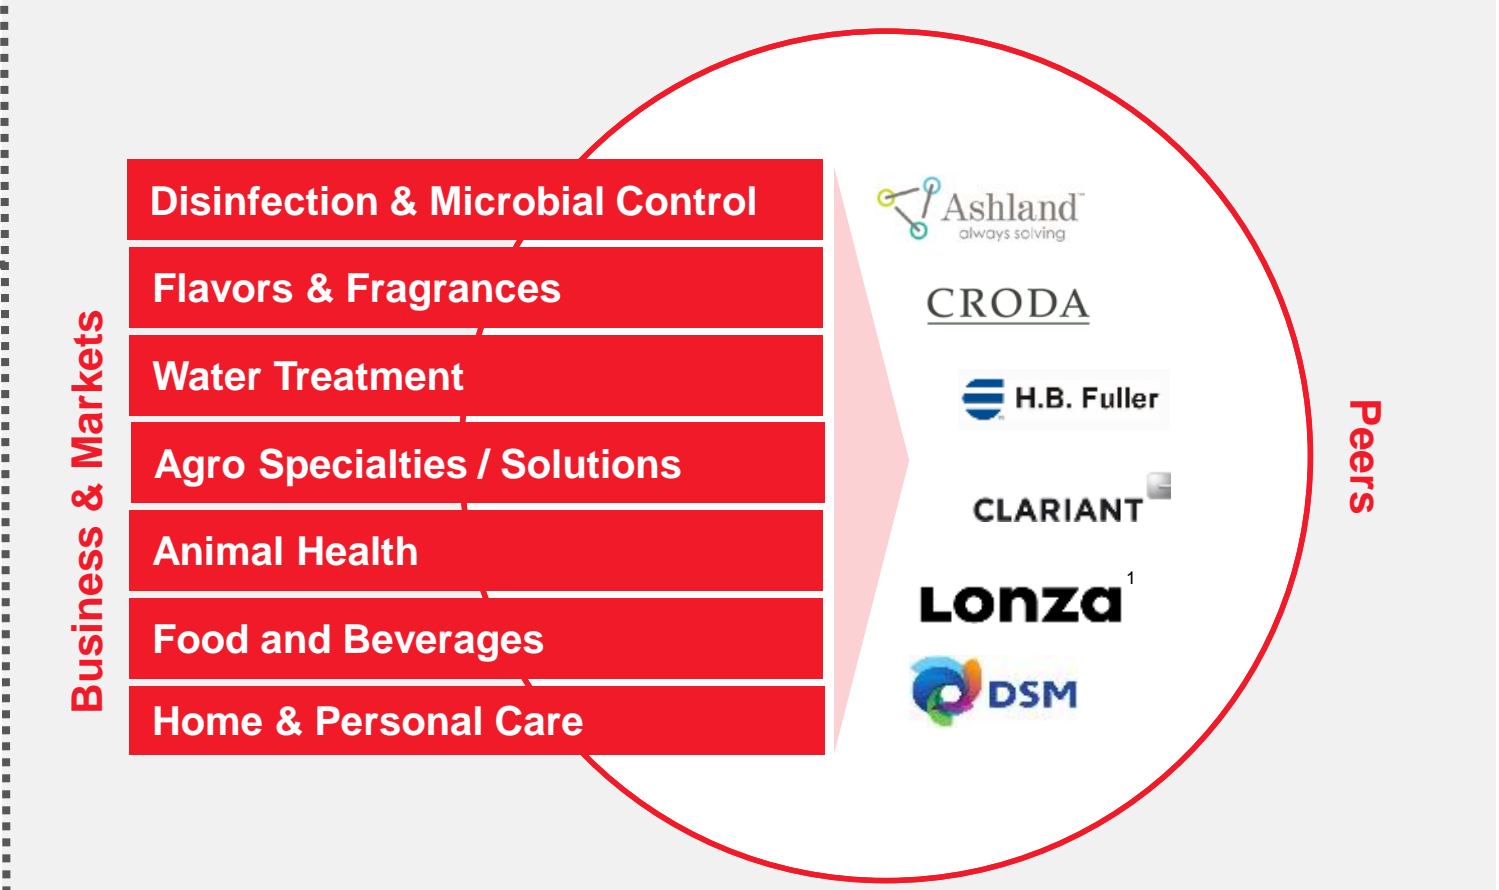 Business & Markets
Disinfection & Microbial Control
Flavors & Fragrances
Water Treatment
Agro Specialties / Solutions
Animal Health
Food and Beverages
Home & Personal Care
Ashland™
always solving
CRODA
H.B. Fuller
CLARIANT
Lonza 1
DSM
Peers